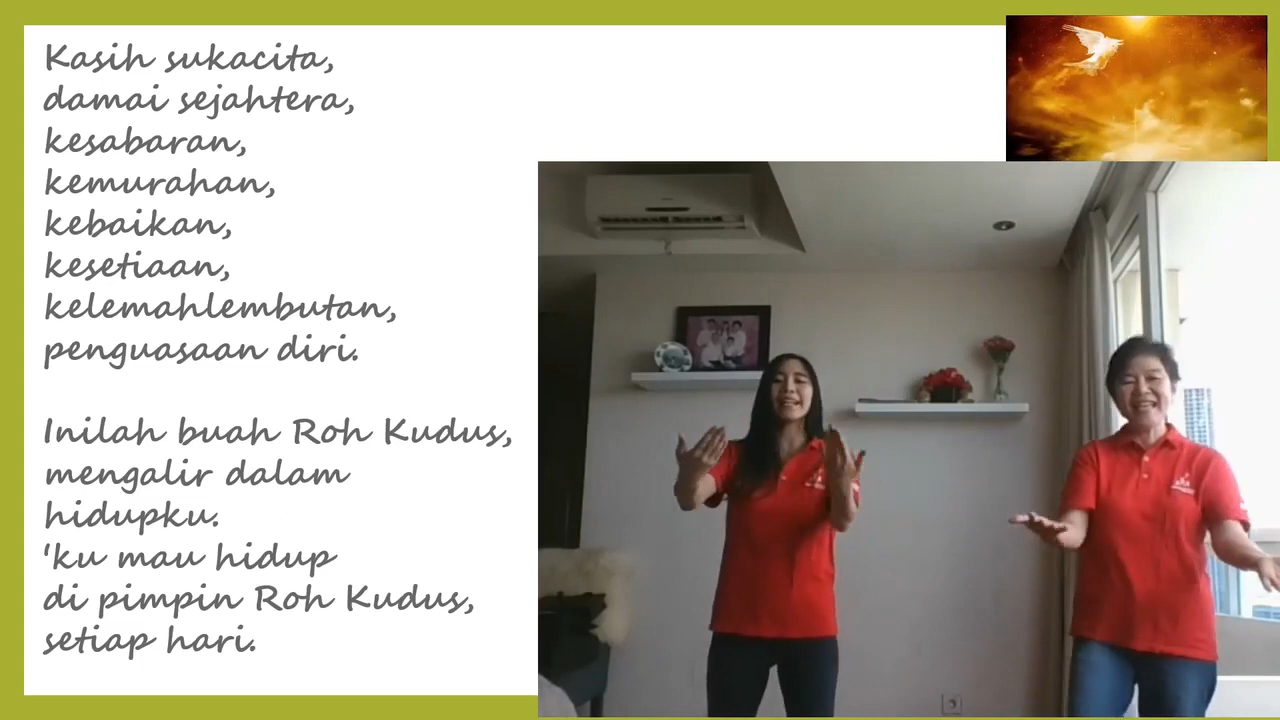 Kasih sukacita,
damai sejahtera,
kesabaran,
kemurahan,
kebaikan,
kesetiaan,
kelemahlembutan,
penguasaan diri.
Inilah buah Roh Kudus,
mengalir dalam
hidupku.
'ku mau hidup
di pimpin Roh Kudus,
setiap hari.